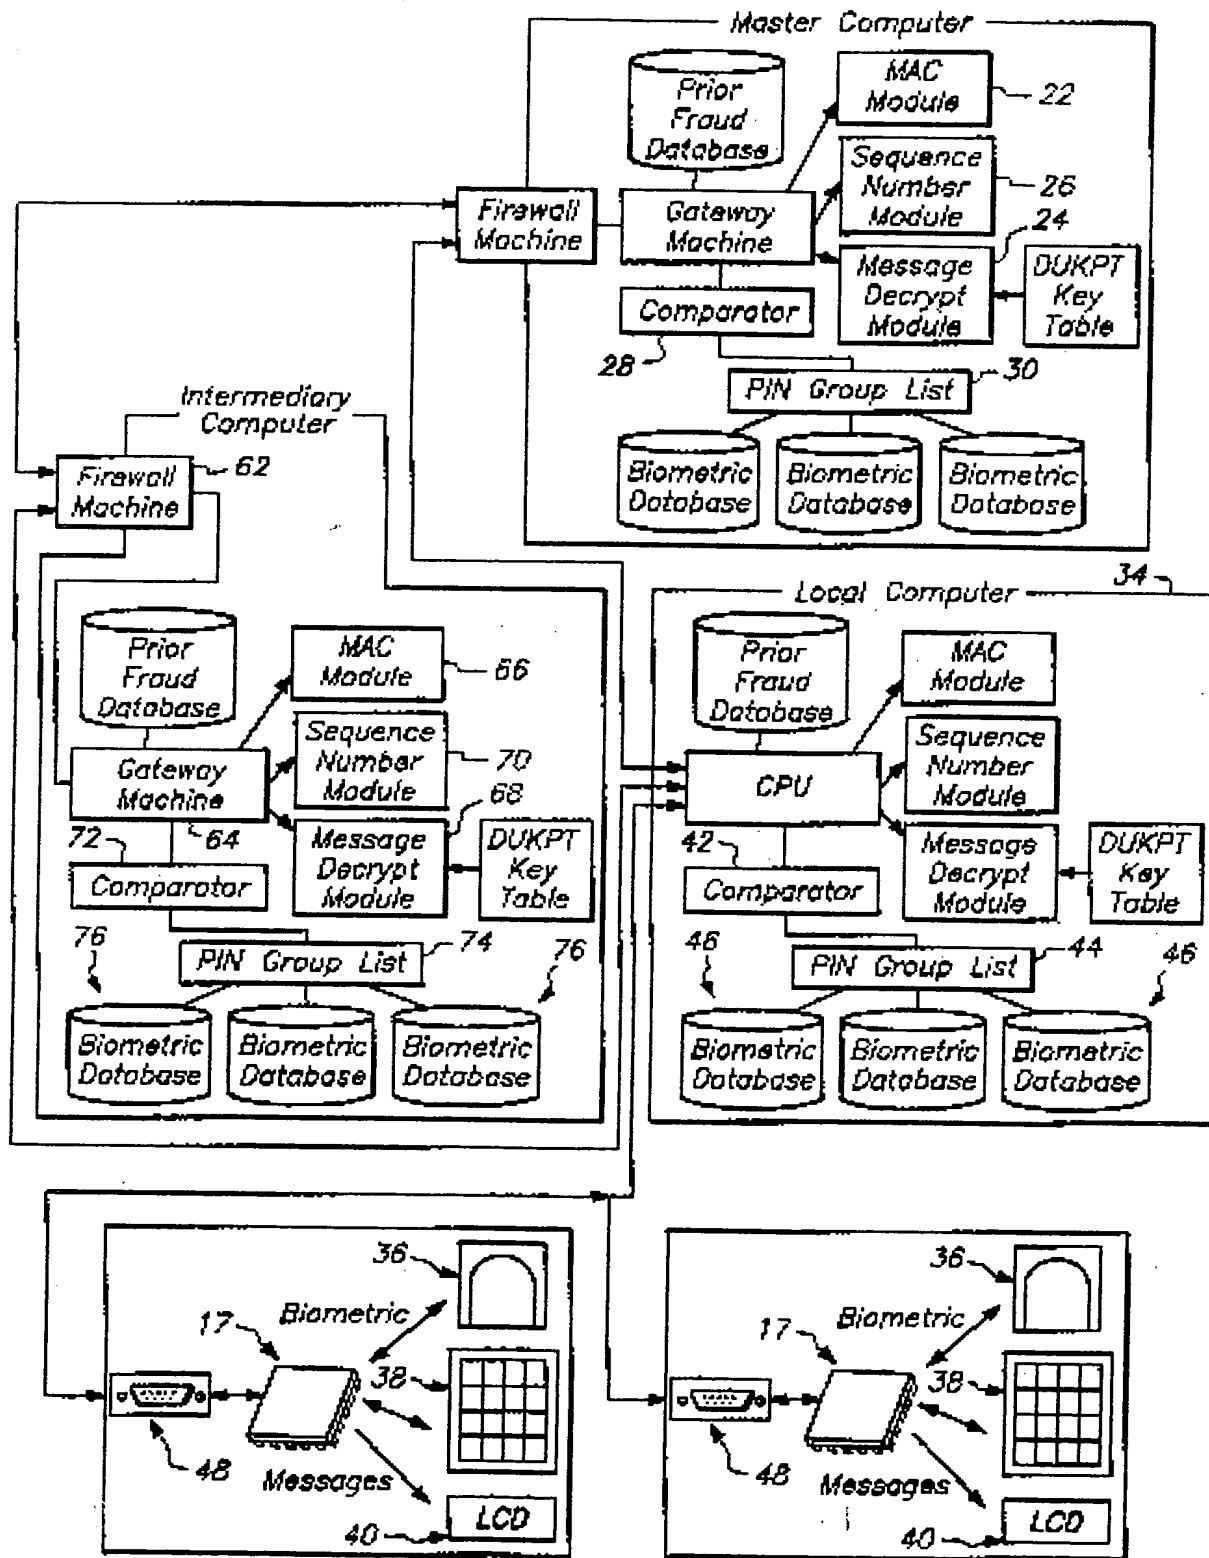 Master Computer
Prior
Fraud
Database
MAC
Module
22
Sequence
Number
Module
26
Firewall
Machine
Gateway
Machine
24
Message
Decrypt
Module
DUKPT
Key
Table
Comparator
28
PIN Group List
30
Biometric
Database
Biometric
Database
Biometric
Database
Intermediary
Computer
Firewall
Machine
62
Prior
Fraud
Database
MAC
Module
66
Sequence
Number
Module
70
Gateway
Machine
64
68
Message
Decrypt
Module
DUKPT
Key
Table
72
Comparator
PIN Group List
74
76
76
Biometric
Database
Biometric
Database
Biometric
Database
Local Computer
34
Prior
Fraud
Database
MAC
Module
Sequence
Number
Module
CPU
Message
Decrypt
Module
DUKPT
Key
Table
42
Comparator
PIN Group List
44
46
46
Biometric
Database
Biometric
Database
Biometric
Database
36
Biometric
17
38
48
Messages
LCD
40
36
Biometric
17
38
48
Messages
LCD
40